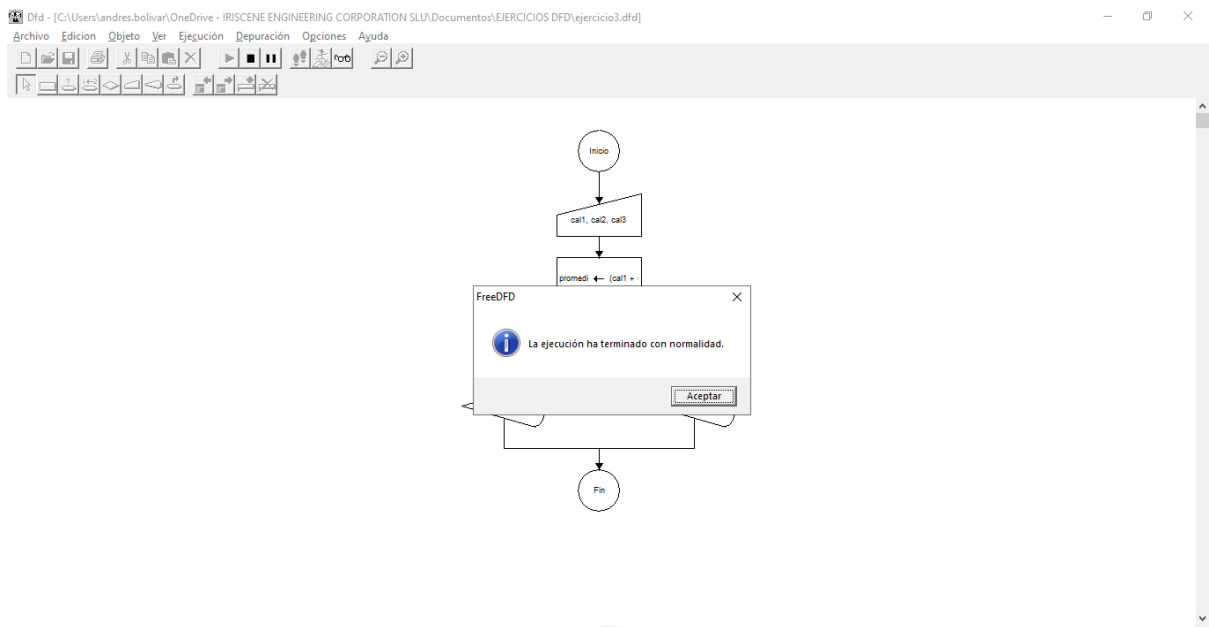 Dfd - [C:\Users\andres.bolivar\OneDrive - IRISCENE ENGINEERING CORPORATION SLU\Documentos\EJERCICIOS DFD\ejercicio3.dfd]
Archivo Edicion Objeto Ver Ejecución Depuración Opciones Ayuda
Inicio
cal1, cal2, cal3
promedi ← (cal1 +
FreeDFD
La ejecución ha terminado con normalidad.
Aceptar
Fin